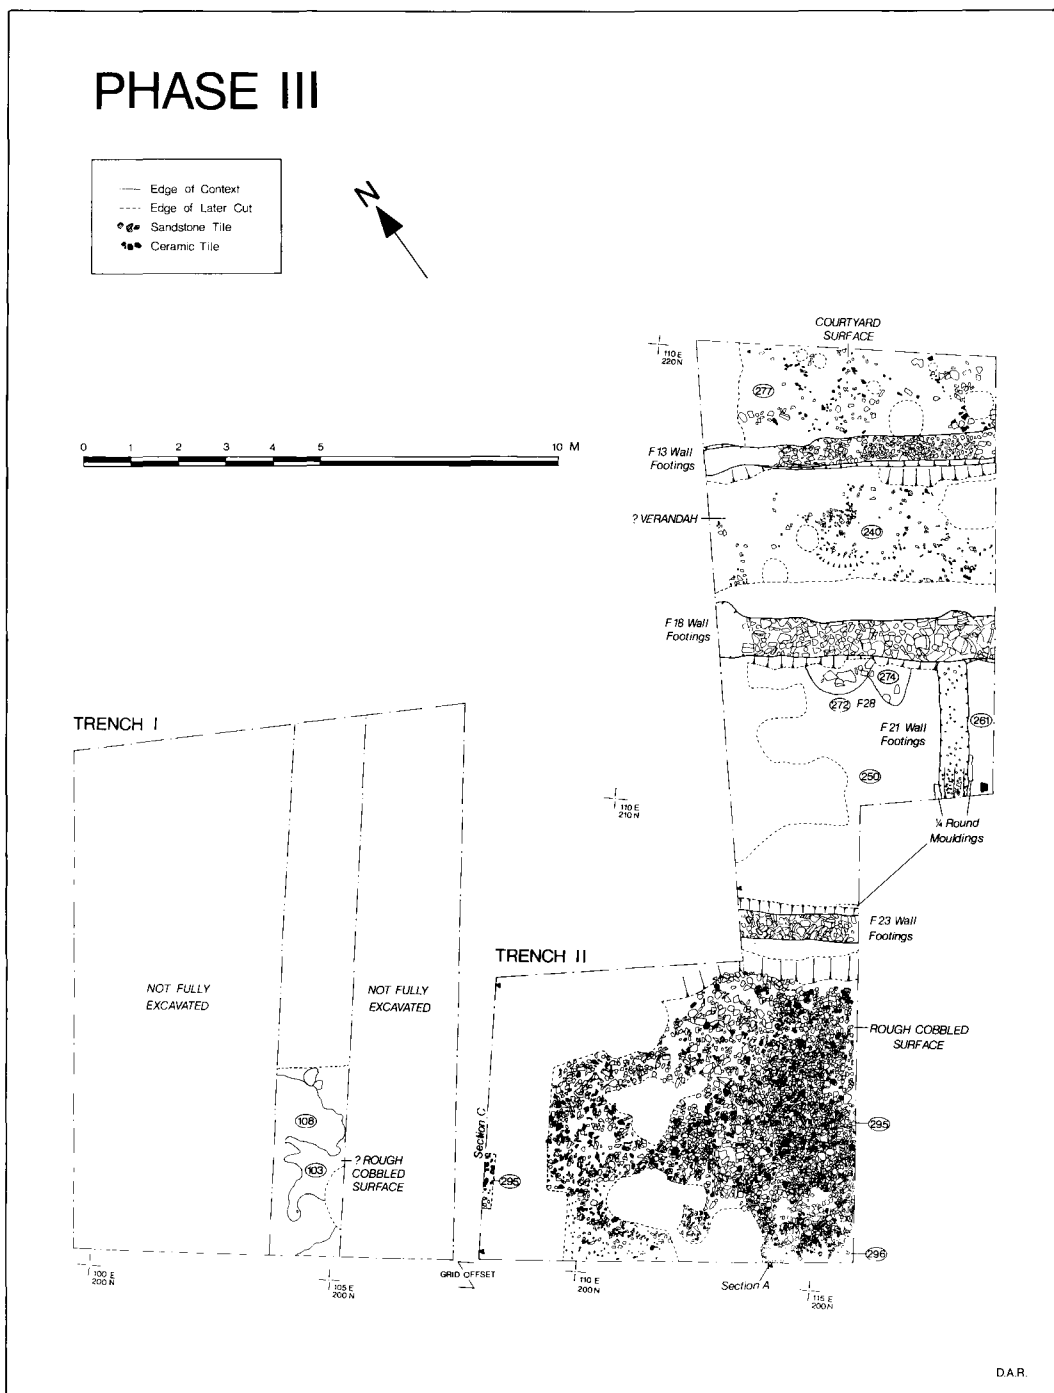 PHASE III
Edge of Context
Edge of Later Cut
Sandstone Tile
Ceramic Tile
N
0 1 2 3 4 5 10 M
COURTYARD
SURFACE
110 E
220 N
277
F 13 Wall
Footings
? VERANDAH
240
F 18 Wall
Footings
274
272 F28
F 21 Wall
Footings
261
250
TRENCH I
110 E
210 N
¼ Round
Mouldings
F 23 Wall
Footings
TRENCH II
NOT FULLY
EXCAVATED
NOT FULLY
EXCAVATED
ROUGH COBBLED
SURFACE
108
103
? ROUGH
COBBLED
SURFACE
Section C
295
295
296
100 E
200 N
105 E
200 N
GRID OFFSET
110 E
200 N
Section A
115 E
200 N
D.A.R.